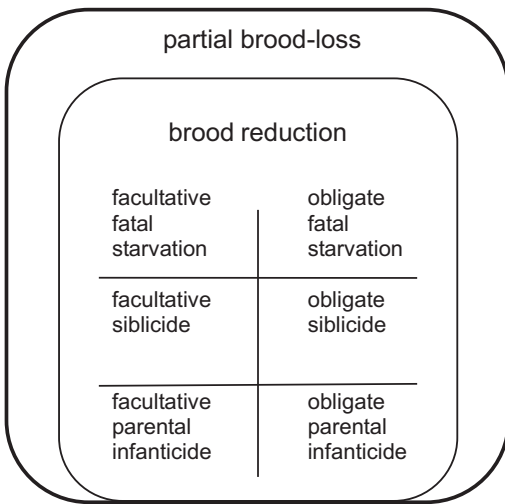 partial brood-loss
brood reduction
facultative
fatal
starvation
obligate
fatal
starvation
facultative
siblicide
obligate
siblicide
facultative
parental
infanticide
obligate
parental
infanticide